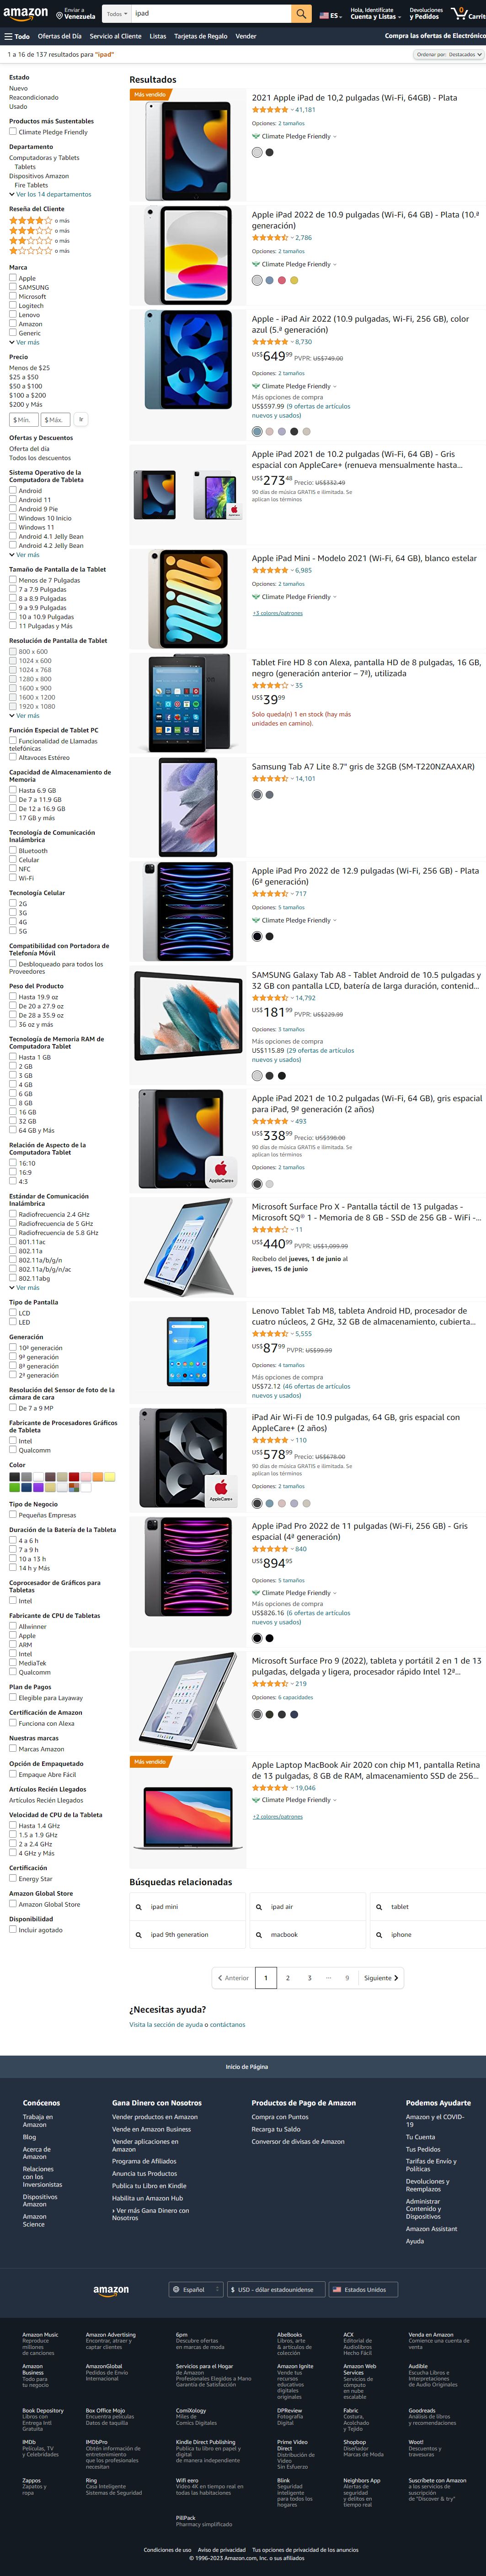 amazon
Enviar a
Venezuela
Todos
ipad
ES
Hola, Identifícate
Cuenta y Listas
Devoluciones
y Pedidos
0
Carrit
Todo
Ofertas del Día
Servicio al Cliente
Listas
Tarjetas de Regalo
Vender
Compra las ofertas de Electrónico
1 a 16 de 137 resultados para "ipad"
Ordenar por: Destacados
Estado
Nuevo
Reacondicionado
Usado
Productos más Sustentables
Climate Pledge Friendly
Departamento
Computadoras y Tablets
Tablets
Dispositivos Amazon
Fire Tablets
Ver los 14 departamentos
Reseña del Cliente
o más
o más
o más
o más
Marca
Apple
SAMSUNG
Microsoft
Logitech
Lenovo
Amazon
Generic
Ver más
Precio
Menos de $25
$25 a $50
$50 a $100
$100 a $200
$200 y Más
$ Mín.
$ Máx.
Ir
Ofertas y Descuentos
Oferta del día
Todos los descuentos
Sistema Operativo de la
Computadora de Tableta
Android
Android 11
Android 9 Pie
Windows 10 Inicio
Windows 11
Android 4.1 Jelly Bean
Android 4.2 Jelly Bean
Ver más
Tamaño de Pantalla de la Tablet
Menos de 7 Pulgadas
7 a 7.9 Pulgadas
8 a 8.9 Pulgadas
9 a 9.9 Pulgadas
10 a 10.9 Pulgadas
11 Pulgadas y Más
Resolución de Pantalla de Tablet
800 x 600
1024 x 600
1024 x 768
1280 x 800
1600 x 900
1600 x 1200
1920 x 1080
Ver más
Función Especial de Tablet PC
Funcionalidad de Llamadas
telefónicas
Altavoces Estéreo
Capacidad de Almacenamiento de
Memoria
Hasta 6.9 GB
De 7 a 11.9 GB
De 12 a 16.9 GB
17 GB y más
Tecnología de Comunicación
Inalámbrica
Bluetooth
Celular
NFC
Wi-Fi
Tecnología Celular
2G
3G
4G
5G
Compatibilidad con Portadora de
Telefonía Móvil
Desbloqueado para todos los
Proveedores
Peso del Producto
Hasta 19.9 oz
De 20 a 27.9 oz
De 28 a 35.9 oz
36 oz y más
Tecnología de Memoria RAM de
Computadora Tablet
Hasta 1 GB
2 GB
3 GB
4 GB
6 GB
8 GB
16 GB
32 GB
64 GB y Más
Relación de Aspecto de la
Computadora Tablet
16:10
16:9
4:3
Estándar de Comunicación
Inalámbrica
Radiofrecuencia 2.4 GHz
Radiofrecuencia de 5 GHz
Radiofrecuencia de 5.8 GHz
801.11ac
802.11a
802.11a/b/g/n
802.11a/b/g/n/ac
802.11abg
Ver más
Tipo de Pantalla
LCD
LED
Generación
10ª generación
9ª generación
8ª generación
2ª generación
Resolución del Sensor de foto de la
cámara de cara
De 7 a 9 MP
Fabricante de Procesadores Gráficos
de Tableta
Intel
Qualcomm
Color
Tipo de Negocio
Pequeñas Empresas
Duración de la Batería de la Tableta
4 a 6 h
7 a 9 h
10 a 13 h
14 h y Más
Coprocesador de Gráficos para
Tabletas
Intel
Fabricante de CPU de Tabletas
Allwinner
Apple
ARM
Intel
MediaTek
Qualcomm
Plan de Pagos
Elegible para Layaway
Certificación de Amazon
Funciona con Alexa
Nuestras marcas
Marcas Amazon
Opción de Empaquetado
Empaque Abre Fácil
Artículos Recién Llegados
Artículos Recién Llegados
Velocidad de CPU de la Tableta
Hasta 1.4 GHz
1.5 a 1.9 GHz
2 a 2.4 GHz
4 GHz y Más
Certificación
Energy Star
Amazon Global Store
Amazon Global Store
Disponibilidad
Incluir agotado
Resultados
Más vendido
2021 Apple iPad de 10,2 pulgadas (Wi-Fi, 64GB) - Plata
41,181
Opciones: 2 tamaños
Climate Pledge Friendly
Apple iPad 2022 de 10.9 pulgadas (Wi-Fi, 64 GB) - Plata (10.ª
generación)
2,786
Opciones: 2 tamaños
Climate Pledge Friendly
Apple - iPad Air 2022 (10.9 pulgadas, Wi-Fi, 256 GB), color
azul (5.ª generación)
8,730
US$649.99 PVPR: US$749.00
Opciones: 2 tamaños
Climate Pledge Friendly
Más opciones de compra
US$597.99 (9 ofertas de artículos
nuevos y usados)
Apple iPad 2021 de 10.2 pulgadas (Wi-Fi, 64 GB) - Gris
espacial con AppleCare+ (renueva mensualmente hasta...
US$273.48 Precio: US$332.49
90 días de música GRATIS e ilimitada. Se
aplican los términos
Apple iPad Mini - Modelo 2021 (Wi-Fi, 64 GB), blanco estelar
6,985
Opciones: 2 tamaños
Climate Pledge Friendly
+3 colores/patrones
Tablet Fire HD 8 con Alexa, pantalla HD de 8 pulgadas, 16 GB,
negro (generación anterior – 7ª), utilizada
35
US$39.99
Solo queda(n) 1 en stock (hay más
unidades en camino).
Samsung Tab A7 Lite 8.7" gris de 32GB (SM-T220NZAAXAR)
14,101
Apple iPad Pro 2022 de 12.9 pulgadas (Wi-Fi, 256 GB) - Plata
(6ª generación)
717
Opciones: 5 tamaños
Climate Pledge Friendly
SAMSUNG Galaxy Tab A8 - Tablet Android de 10.5 pulgadas y
32 GB con pantalla LCD, batería de larga duración, contenid...
14,792
US$181.99 PVPR: US$229.99
Opciones: 3 tamaños
Más opciones de compra
US$115.89 (29 ofertas de artículos
nuevos y usados)
AppleCare+
Apple iPad 2021 de 10.2 pulgadas (Wi-Fi, 64 GB), gris espacial
para iPad, 9ª generación (2 años)
493
US$338.99 Precio: US$398.00
90 días de música GRATIS e ilimitada. Se
aplican los términos
Opciones: 2 tamaños
Microsoft Surface Pro X - Pantalla táctil de 13 pulgadas -
Microsoft SQ® 1 - Memoria de 8 GB - SSD de 256 GB - WiFi -...
11
US$440.99 PVPR: US$1,099.99
Recíbelo del jueves, 1 de junio al
jueves, 15 de junio
Lenovo Tablet Tab M8, tableta Android HD, procesador de
cuatro núcleos, 2 GHz, 32 GB de almacenamiento, cubierta...
5,555
US$87.99 PVPR: US$99.99
Opciones: 4 tamaños
Más opciones de compra
US$72.12 (46 ofertas de artículos
nuevos y usados)
AppleCare+
iPad Air Wi-Fi de 10.9 pulgadas, 64 GB, gris espacial con
AppleCare+ (2 años)
110
US$578.99 Precio: US$678.00
90 días de música GRATIS e ilimitada. Se
aplican los términos
Opciones: 2 tamaños
Apple iPad Pro 2022 de 11 pulgadas (Wi-Fi, 256 GB) - Gris
espacial (4ª generación)
840
US$894.95
Opciones: 5 tamaños
Climate Pledge Friendly
Más opciones de compra
US$826.16 (6 ofertas de artículos
nuevos y usados)
Microsoft Surface Pro 9 (2022), tableta y portátil 2 en 1 de 13
pulgadas, delgada y ligera, procesador rápido Intel 12ª...
219
Opciones: 6 capacidades
Más vendido
Apple Laptop MacBook Air 2020 con chip M1, pantalla Retina
de 13 pulgadas, 8 GB de RAM, almacenamiento SSD de 256...
19,046
Climate Pledge Friendly
+2 colores/patrones
Búsquedas relacionadas
ipad mini
ipad air
tablet
ipad 9th generation
macbook
iphone
Anterior 1 2 3 ... 9 Siguiente
¿Necesitas ayuda?
Visita la sección de ayuda o contáctanos
Inicio de Página
Conócenos
Trabaja en
Amazon
Blog
Acerca de
Amazon
Relaciones
con los
Inversionistas
Dispositivos
Amazon
Amazon
Science
Gana Dinero con Nosotros
Vender productos en Amazon
Vende en Amazon Business
Vender aplicaciones en
Amazon
Programa de Afiliados
Anuncia tus Productos
Publica tu Libro en Kindle
Habilita un Amazon Hub
› Ver más Gana Dinero con
Nosotros
Productos de Pago de Amazon
Compra con Puntos
Recarga tu Saldo
Conversor de divisas de Amazon
Podemos Ayudarte
Amazon y el COVID-
19
Tu Cuenta
Tus Pedidos
Tarifas de Envío y
Políticas
Devoluciones y
Reemplazos
Administrar
Contenido y
Dispositivos
Amazon Assistant
Ayuda
amazon
Español
$ USD - dólar estadounidense
Estados Unidos
Amazon Music
Reproduce
millones
de canciones
Amazon Advertising
Encontrar, atraer y
captar clientes
6pm
Descubre ofertas
en marcas de moda
AbeBooks
Libros, arte
& artículos de
colección
ACX
Editorial de
Audiolibros
Hecho Fácil
Venda en Amazon
Comience una cuenta de
venta
Amazon
Business
Todo para
tu negocio
AmazonGlobal
Pedidos de Envío
Internacional
Servicios para el Hogar
de Amazon
Profesionales Elegidos a Mano
Garantía de Satisfacción
Amazon Ignite
Vende tus
recursos
educativos
digitales
originales
Amazon Web
Services
Servicios de
cómputo
en nube
escalable
Audible
Escucha Libros e
Interpretaciones
de Audio Originales
Book Depository
Libros con
Entrega Intl
Gratuita
Box Office Mojo
Encuentra películas
Datos de taquilla
ComiXology
Miles de
Comics Digitales
DPReview
Fotografía
Digital
Fabric
Costura,
Acolchado
y Tejido
Goodreads
Análisis de libros
y recomendaciones
IMDb
Películas, TV
y Celebridades
IMDbPro
Obtén información de
entretenimiento
que los profesionales
necesitan
Kindle Direct Publishing
Publica tu libro en papel y
digital
de manera independiente
Prime Video
Direct
Distribución de
Video
Sin Esfuerzo
Shopbop
Diseñador
Marcas de Moda
Woot!
Descuentos y
travesuras
Zappos
Zapatos y
ropa
Ring
Casa Inteligente
Sistemas de Seguridad
Wifi eero
Video 4K en tiempo real en
todas las habitaciones
Blink
Seguridad
inteligente
para todos los
hogares
Neighbors App
Alertas de
seguridad
y delitos en
tiempo real
Suscríbete con Amazon
a los servicios de
suscripción
de "Discover & try"
PillPack
Pharmacy simplificado
Condiciones de uso
Aviso de privacidad
Tus opciones de privacidad de los anuncios
© 1996-2023 Amazon.com, Inc. o sus afiliados